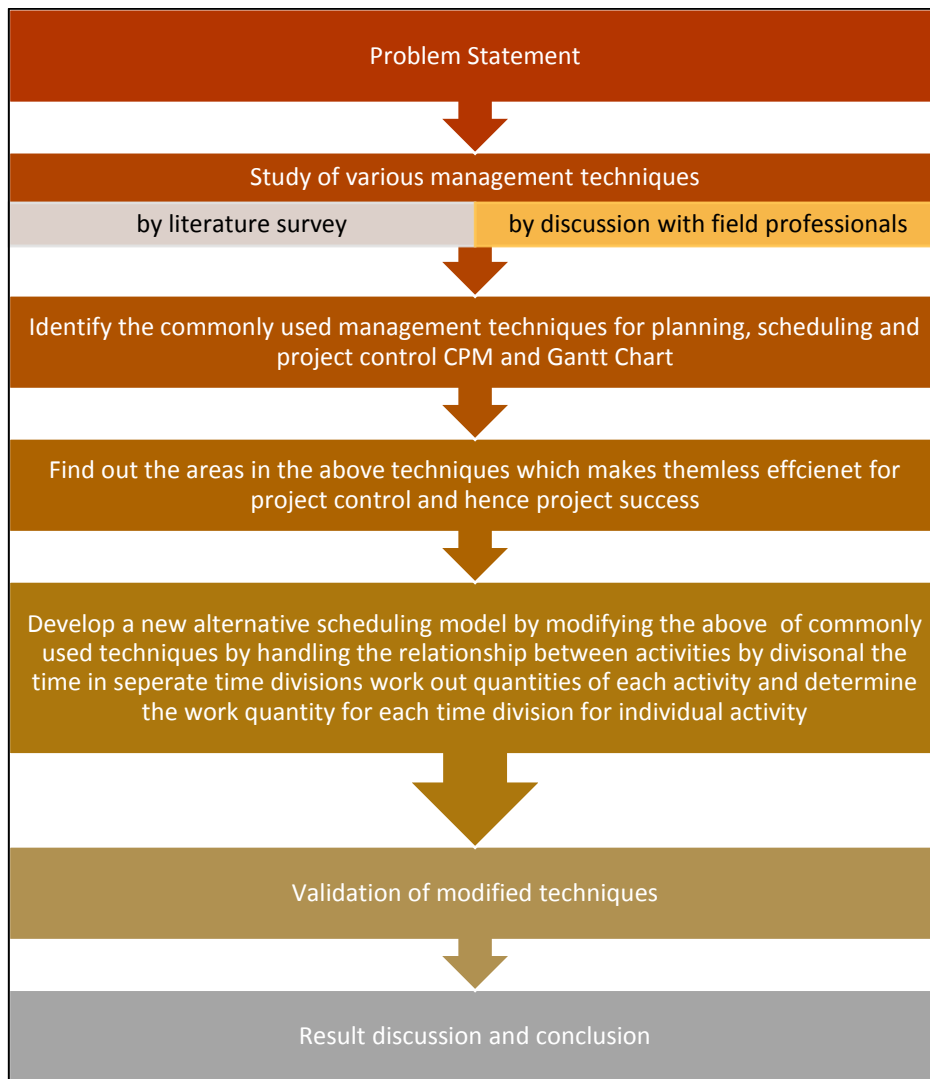 Problem Statement
Study of various management techniques
by literature survey
by discussion with field professionals
Identify the commonly used management techniques for planning, scheduling and
project control CPM and Gantt Chart
Find out the areas in the above techniques which makes themless effcienet for
project control and hence project success
Develop a new alternative scheduling model by modifying the above of commonly
used techniques by handling the relationship between activities by divisonal the
time in seperate time divisions work out quantities of each activity and determine
the work quantity for each time division for individual activity
Validation of modified techniques
Result discussion and conclusion